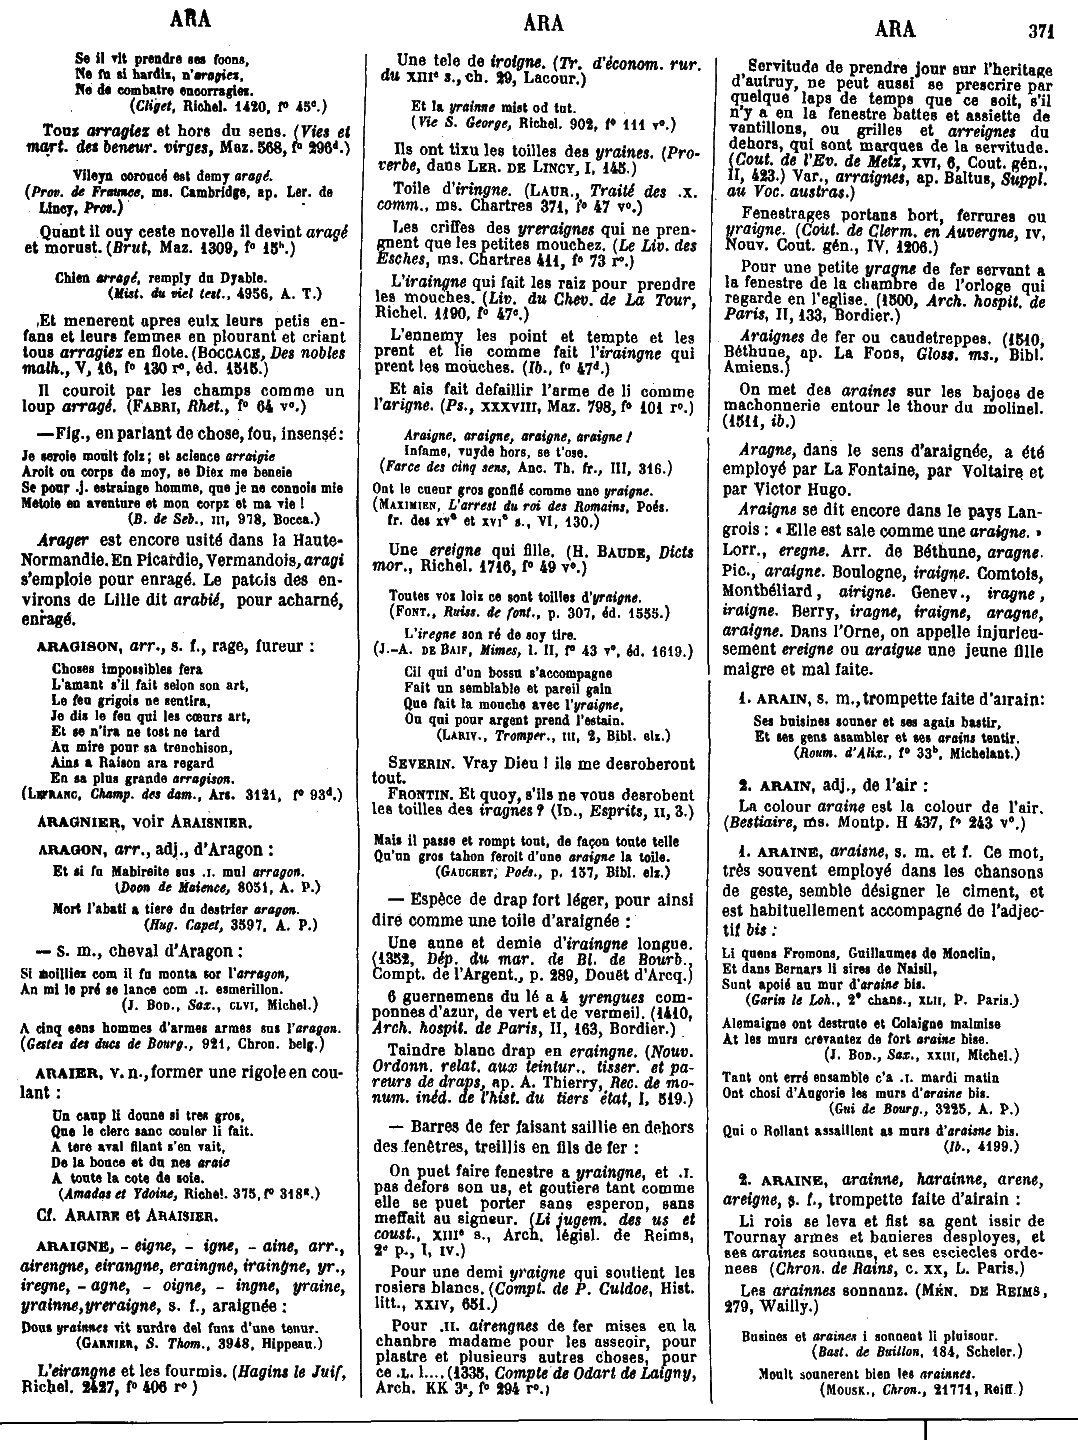 ARA
ARA
ARA
371
Se il vit prendre ses foons,
Ne fu si hardiz, n'aragiez,
Ne de combatre encorragiez.
(Cliget, Richel. 1420, f° 45c.)
Touz arragiez et hors du sens. (Vies et
mart. des beneur. virges, Maz. 568, f° 296d.)
Vileyn corocé est demy aragé.
(Prov. de Fraunce, ms. Cambridge, ap. Ler. de
Lincy, Prov.)
Quant il ouy ceste novelle il devint aragé
et morust. (Brut, Maz. 1309, f° 15b.)
Chien arragé, remply du Dyable.
(Mist. du viel test., 4956, A. T.)
Et menerent apres eulx leurs petis en-
fans et leurs femmes en plourant et criant
tous arragiez en flote. (BOCCACE, Des nobles
malh., V, 16, f° 130 r°, éd. 1515.)
Il couroit par les champs comme un
loup arragé. (FABRI, Rhet., f° 64 v°.)
—Fig., en parlant de chose, fou, insensé:
Je seroie moult folz; et science arraigie
Aroit ou corps de moy, se Diex me beneie
Se pour .j. estrainge homme, que je ne connois mie
Metoie en aventure et mon corpz et ma vie !
(B. de Seb., III, 978, Bocca.)
Arager est encore usité dans la Haute-
Normandie. En Picardie, Vermandois, aragi
s'emploie pour enragé. Le patois des en-
virons de Lille dit arabié, pour acharné,
enragé.
ARAGISON, arr., s. f., rage, fureur :
Choses impossibles fera
L'amant s'il fait selon son art,
Le feu grigois ne sentira,
Je dis le feu qui les cœurs art,
Et se n'ira ne tost ne tard
Au mire pour sa trenchison,
Ains a Raison ara regard
En sa plus grande arragison.
(LEFRANC, Champ. des dam., Ars. 3121, f° 93d.)
ARAGNIER, voir ARAISNIER.
ARAGON, arr., adj., d'Aragon :
Et si fu Mabireite sus .I. mul arragon.
(Doon de Maience, 8051, A. P.)
Mort l'abati a tiere du destrier aragon.
(Hug. Capet, 3597, A. P.)
— S. m., cheval d'Aragon :
Si moilliez com il fu monta sor l'arragon,
An mi le pré se lance com .I. esmerillon.
(J. BOD., Sax., CLVI, Michel.)
A cinq sens hommes d'armes armes sus l'aragon.
(Gestes des ducs de Bourg., 921, Chron. belg.)
ARAIER, v. n., former une rigole en cou-
lant :
Un caup li doune si tres gros,
Que le clerc sanc couler li fait.
A tere aval filant s'en vait,
De la bouce et du nes araie
A toute la cote de soie.
(Amadas et Ydoine, Richel. 375, f° 318e.)
Cf. ARAIRE et ARAISIER.
ARAIGNE, - eigne, - igne, - aine, arr.,
airengne, eirangne, eraingne, iraingne, yr.,
iregne, - agne, - oigne, - ingne, yraine,
yrainne, yreraigne, s. f., araignée :
Dous yrainnes vit surdre del funz d'une tenur.
(GARNIER, S. Thom., 3948, Hippeau.)
L'eirangne et les fourmis. (Hagins le Juif,
Richel. 2427, f° 406 r°)
Une tele de iroigne. (Tr. d'économ. rur.
du XIIIe s., ch. 29, Lacour.)
Et la yrainne mist od tut.
(Vie S. George, Richel. 902, f° 111 v°.)
Ils ont tixu les toilles des yraines. (Pro-
verbe, dans LER. DE LINCY, I, 145.)
Toile d'iringne. (LAUR., Traité des .X.
comm., ms. Chartres 371, f° 47 v°.)
Les criffes des yreraignes qui ne pren-
gnent que les petites mouchez. (Le Liv. des
Esches, ms. Chartres 411, f° 73 r°.)
L'iraingne qui fait les raiz pour prendre
les mouches. (Liv. du Chev. de La Tour,
Richel. 1190, f° 47c.)
L'ennemy les point et tempte et les
prent et lie comme fait l'iraingne qui
prent les mouches. (Ib., f° 47d.)
Et ais fait defaillir l'arme de li comme
l'arigne. (Ps., XXXVIII, Maz. 798, f° 101 r°.)
Araigne, araigne, araigne, araigne !
Infame, vuyde hors, se t'ose.
(Farce des cinq sens, Anc. Th. fr., III, 316.)
Ont le cueur gros gonflé comme une yraigne.
(MAXIMIEN, L'arrest du roi des Romains, Poés.
fr. des XVe et XVIe s., VI, 130.)
Une ereigne qui fille. (H. BAUDE, Dicts
mor., Richel. 1716, f° 49 v°.)
Toutes voz loiz ce sont toilles d'yraigne.
(FONT., Ruiss. de font., p. 307, éd. 1555.)
L'iregne son ré de soy tire.
(J.-A. DE BAIF, Mimes, l. II, f° 43 v°, éd. 1619.)
Cil qui d'un bossu s'accompagne
Fait un semblable et pareil gain
Que fait la mouche avec l'yraigne,
Ou qui pour argent prend l'estain.
(LARIV., Tromper., III, 2, Bibl. elz.)
SEVERIN. Vray Dieu ! ils me desroberont
tout.
FRONTIN. Et quoy, s'ils ne vous desrobent
les toilles des iragnes ? (ID., Esprits, II, 3.)
Mais il passe et rompt tout, de façon toute telle
Qu'un gros tahon feroit d'une araigne la toile.
(GAUCHET, Poés., p. 137, Bibl. elz.)
— Espèce de drap fort léger, pour ainsi
dire comme une toile d'araignée :
Une aune et demie d'iraingne longue.
(1352, Dép. du mar. de Bl. de Bourb.,
Compt. de l'Argent., p. 289, Douët d'Arcq.)
6 guernemens du lé a 4 yrengues com-
ponnes d'azur, de vert et de vermeil. (1410,
Arch. hospit. de Paris, II, 163, Bordier.)
Taindre blanc drap en eraingne. (Nouv.
Ordonn. relat. aux teintur., tisser. et pa-
reurs de draps, ap. A. Thierry, Rec. de mo-
num. inéd. de l'hist. du tiers état, I, 519.)
— Barres de fer faisant saillie en dehors
des fenêtres, treillis en fils de fer :
On puet faire fenestre a yraingne, et .I.
pas defors son us, et goutiere tant comme
elle se puet porter sans esperon, sans
meffait au signeur. (Li jugem. des us et
coust., XIIIe s., Arch. législ. de Reims,
2e p., I, IV.)
Pour une demi yraigne qui soutient les
rosiers blancs. (Compt. de P. Culdoe, Hist.
litt., XXIV, 651.)
Pour .II. airengnes de fer mises en la
chanbre madame pour les asseoir, pour
plastre et plusieurs autres choses, pour
ce .L. l.... (1335, Compte de Odart de Laigny,
Arch. KK 3a, f° 294 r°.)
Servitude de prendre jour sur l'heritage
d'autruy, ne peut aussi se prescrire par
quelque laps de temps que ce soit, s'il
n'y a en la fenestre battes et assiette de
vantillons, ou grilles et arreignes du
dehors, qui sont marques de la servitude.
(Cout. de l'Ev. de Metz, XVI, 6, Cout. gén.,
II, 423.) Var., arraignes, ap. Baltus, Suppl.
au Voc. austras.)
Fenestrages portans bort, ferrures ou
yraigne. (Coût. de Clerm. en Auvergne, IV,
Nouv. Cout. gén., IV, 1206.)
Pour une petite yragne de fer servant a
la fenestre de la chambre de l'orloge qui
regarde en l'eglise. (1500, Arch. hospit. de
Paris, II, 133, Bordier.)
Araignes de fer ou caudetreppes. (1510,
Béthune, ap. La Fons, Gloss. ms., Bibl.
Amiens.)
On met des araines sur les bajoes de
machonnerie entour le thour du molinel.
(1511, ib.)
Aragne, dans le sens d'araignée, a été
employé par La Fontaine, par Voltaire et
par Victor Hugo.
Araigne se dit encore dans le pays Lan-
grois : « Elle est sale comme une araigne. »
Lorr., eregne. Arr. de Béthune, aragne.
Pic., araigne. Boulogne, iraigne. Comtois,
Montbéliard, airigne. Genev., iragne,
iraigne. Berry, iragne, iraigne, aragne,
araigne. Dans l'Orne, on appelle injurieu-
sement ereigne ou araigue une jeune fille
maigre et mal faite.
1. ARAIN, s. m., trompette faite d'airain:
Ses buisines souner et ses agais bastir,
Et ses gens asambler et ses arains tentir.
(Roum. d'Alix., f° 33b, Michelant.)
2. ARAIN, adj., de l'air :
La colour araine est la colour de l'air.
(Bestiaire, ms. Montp. H 437, f° 243 v°.)
1. ARAINE, araisne, s. m. et f. Ce mot,
très souvent employé dans les chansons
de geste, semble désigner le ciment, et
est habituellement accompagné de l'adjec-
tif bis :
Li quens Fromons, Guillaumes de Monclin,
Et dans Bernars li sires de Naisil,
Sunt apoié au mur d'araine bis.
(Garin le Loh., 2e chans., XLII, P. Paris.)
Alemaigne ont destrute et Colaigne malmise
At les murs crevantez de fort araine bise.
(J. BOD., Sax., XXIII, Michel.)
Tant ont erré ensamble c'a .I. mardi matin
Ont chosi d'Augorie les murs d'araine bis.
(Gui de Bourg., 3225, A. P.)
Qui o Rollant assaillent as murs d'araisne bis.
(Ib., 4199.)
2. ARAINE, arainne, harainne, arene,
areigne, s. f., trompette faite d'airain :
Li rois se leva et fist sa gent issir de
Tournay armes et banieres desployes, et
ses araines sounans, et ses esciecles orde-
nees (Chron. de Rains, c. XX, L. Paris.)
Les arainnes sonnanz. (MÉN. DE REIMS,
279, Wailly.)
Busines et araines i sonnent li pluisour.
(Bast. de Buillon, 184, Scheler.)
Moult sounerent bien les arainnes.
(MOUSK., Chron., 21771, Reiff.)